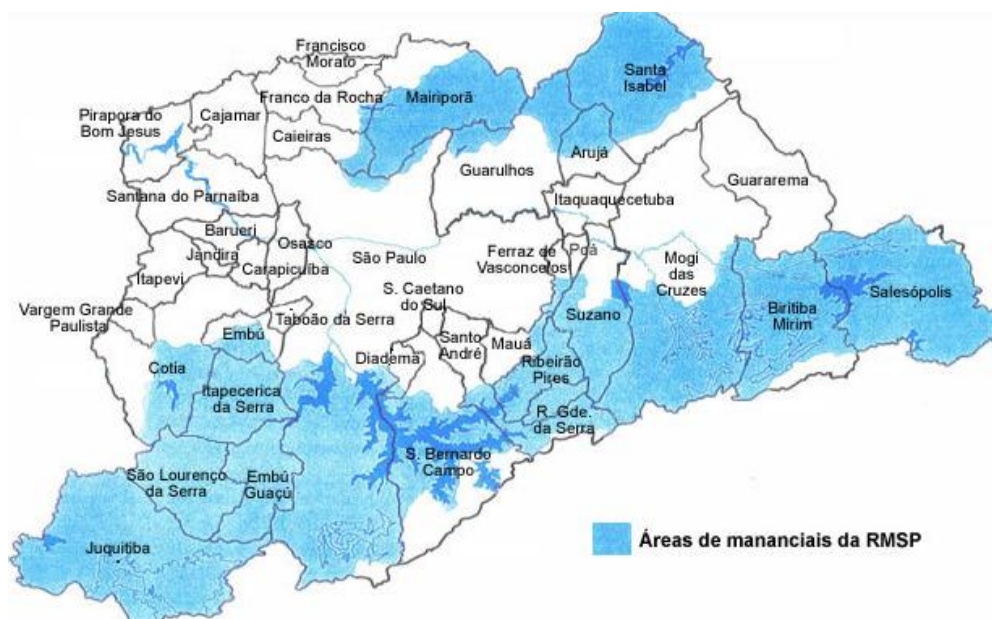 Francisco
Morato
Franco da Rocha
Mairiporã
Santa
Isabel
Pirapora do
Bom Jesus
Cajamar
Caieiras
Arujá
Guarulhos
Guararema
Santana do Parnaíba
Itaquaquecetuba
Barueri
Osasco
Jandira
Carapicuíba
São Paulo
Ferraz de
Vasconcelos
Poá
Mogi
das
Cruzes
Itapevi
Salesópolis
Biritiba
Mirim
Vargem Grande
Paulista
S. Caetano
do Sul
Suzano
Taboão da Serra
Embú
Santo
André
Mauá
Diadema
Ribeirão
Pires
Cotia
Itapecerica
da Serra
R. Gde.
da Serra
S. Bernardo
Campo
São Lourenço
da Serra
Embú
Guaçú
Juquitiba
Áreas de mananciais da RMSP